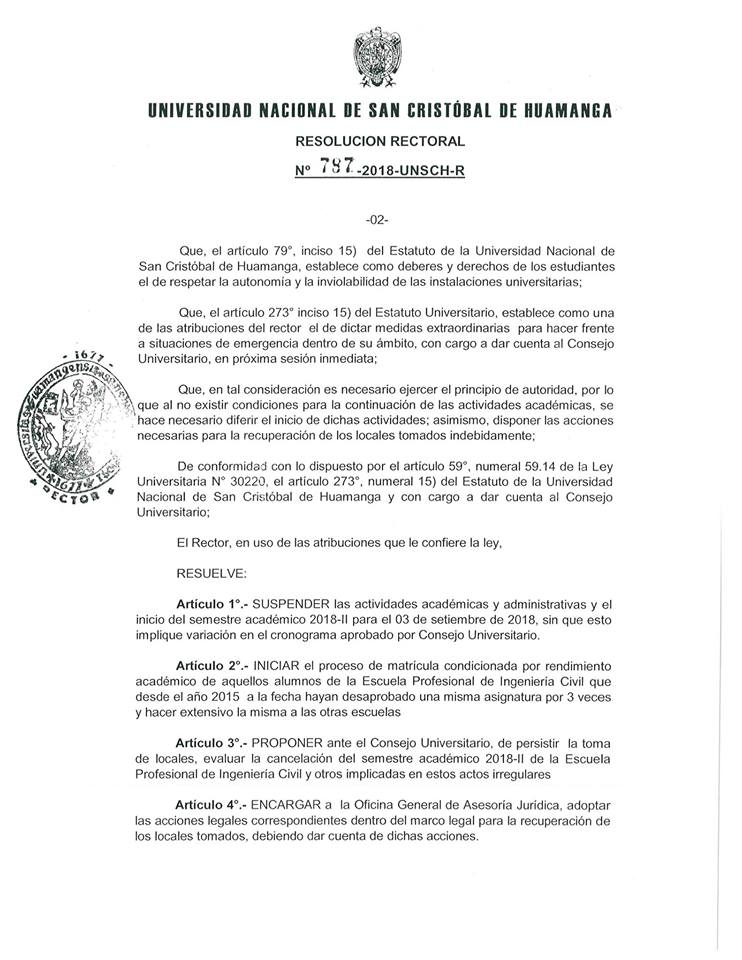 UNIVERSIDAD NACIONAL DE SAN CRISTÓBAL DE HUAMANGA
RESOLUCION RECTORAL
Nº 787-2018-UNSCH-R
-02-
Que, el artículo 79°, inciso 15) del Estatuto de la Universidad Nacional de
San Cristóbal de Huamanga, establece como deberes y derechos de los estudiantes
el de respetar la autonomía y la inviolabilidad de las instalaciones universitarias;
Que, el artículo 273° inciso 15) del Estatuto Universitario, establece como una
de las atribuciones del rector el de dictar medidas extraordinarias para hacer frente
a situaciones de emergencia dentro de su ámbito, con cargo a dar cuenta al Consejo
Universitario, en próxima sesión inmediata;
- 1677 -
RECTOR
Que, en tal consideración es necesario ejercer el principio de autoridad, por lo
que al no existir condiciones para la continuación de las actividades académicas, se
hace necesario diferir el inicio de dichas actividades; asimismo, disponer las acciones
necesarias para la recuperación de los locales tomados indebidamente;
De conformidad con lo dispuesto por el artículo 59°, numeral 59.14 de la Ley
Universitaria N° 30220, el artículo 273°, numeral 15) del Estatuto de la Universidad
Nacional de San Cristóbal de Huamanga y con cargo a dar cuenta al Consejo
Universitario;
El Rector, en uso de las atribuciones que le confiere la ley,
RESUELVE:
Artículo 1°.- SUSPENDER las actividades académicas y administrativas y el
inicio del semestre académico 2018-II para el 03 de setiembre de 2018, sin que esto
implique variación en el cronograma aprobado por Consejo Universitario.
Artículo 2°.- INICIAR el proceso de matrícula condicionada por rendimiento
académico de aquellos alumnos de la Escuela Profesional de Ingeniería Civil que
desde el año 2015 a la fecha hayan desaprobado una misma asignatura por 3 veces
y hacer extensivo la misma a las otras escuelas
Artículo 3°.- PROPONER ante el Consejo Universitario, de persistir la toma
de locales, evaluar la cancelación del semestre académico 2018-II de la Escuela
Profesional de Ingeniería Civil y otros implicadas en estos actos irregulares
Artículo 4°.- ENCARGAR a la Oficina General de Asesoría Jurídica, adoptar
las acciones legales correspondientes dentro del marco legal para la recuperación de
los locales tomados, debiendo dar cuenta de dichas acciones.